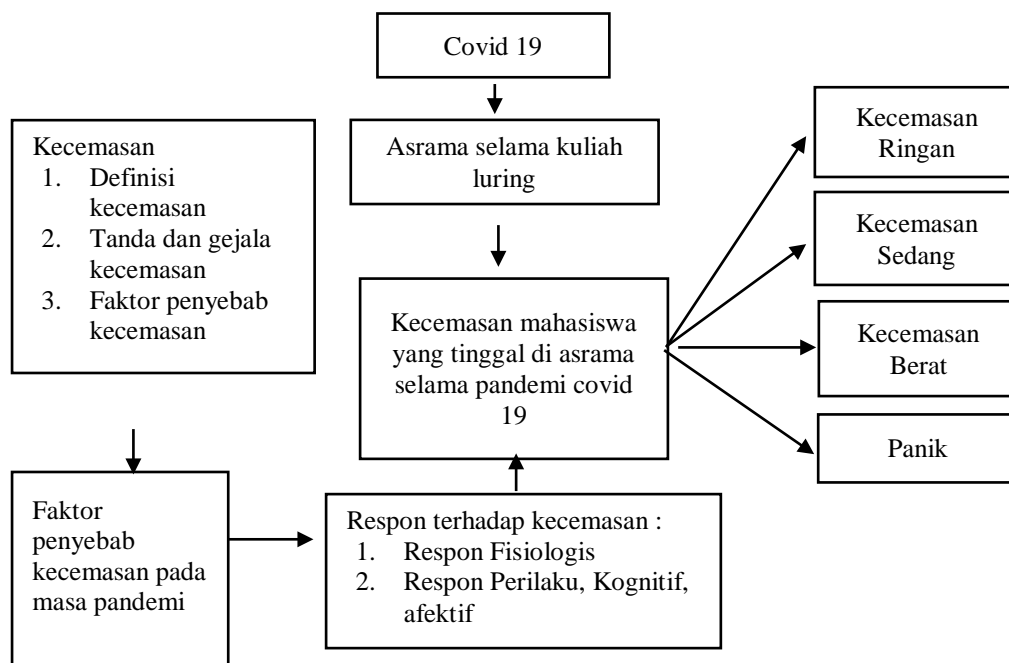 Covid 19
Asrama selama kuliah
luring
Kecemasan
1. Definisi
kecemasan
2. Tanda dan gejala
kecemasan
3. Faktor penyebab
kecemasan
Kecemasan mahasiswa
yang tinggal di asrama
selama pandemi covid
19
Kecemasan
Ringan
Kecemasan
Sedang
Kecemasan
Berat
Panik
Faktor
penyebab
kecemasan pada
masa pandemi
Respon terhadap kecemasan :
1. Respon Fisiologis
2. Respon Perilaku, Kognitif,
afektif